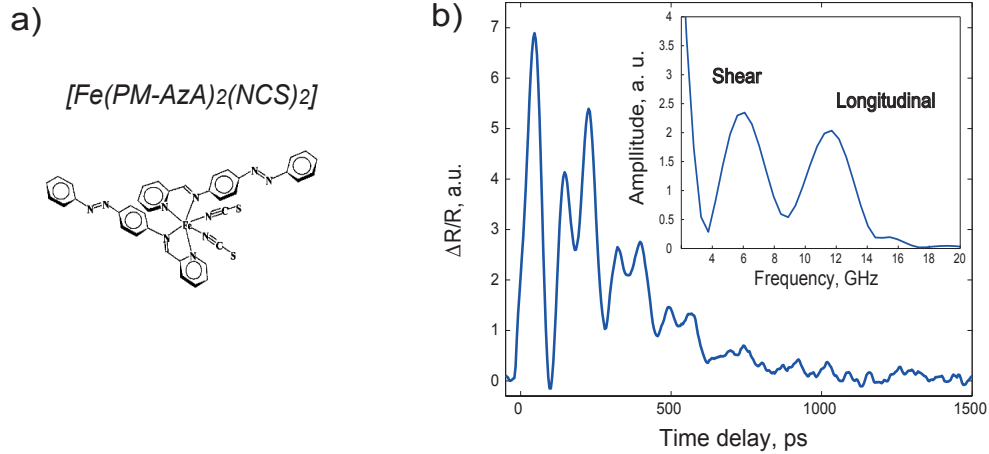 a)
[Fe(PM-AzA)2(NCS)2]
N=N
N
N≡C-S
N=N
Fe
N
N≡C
S
N
b)
7
6
5
4
3
2
1
0
ΔR/R, a.u.
0
500
1000
1500
Time delay, ps
4
3.5
3
2.5
2
1.5
1
0.5
0
Ampllitude, a. u.
Shear
Longitudinal
4
6
8
10
12
14
16
18
20
Frequency, GHz